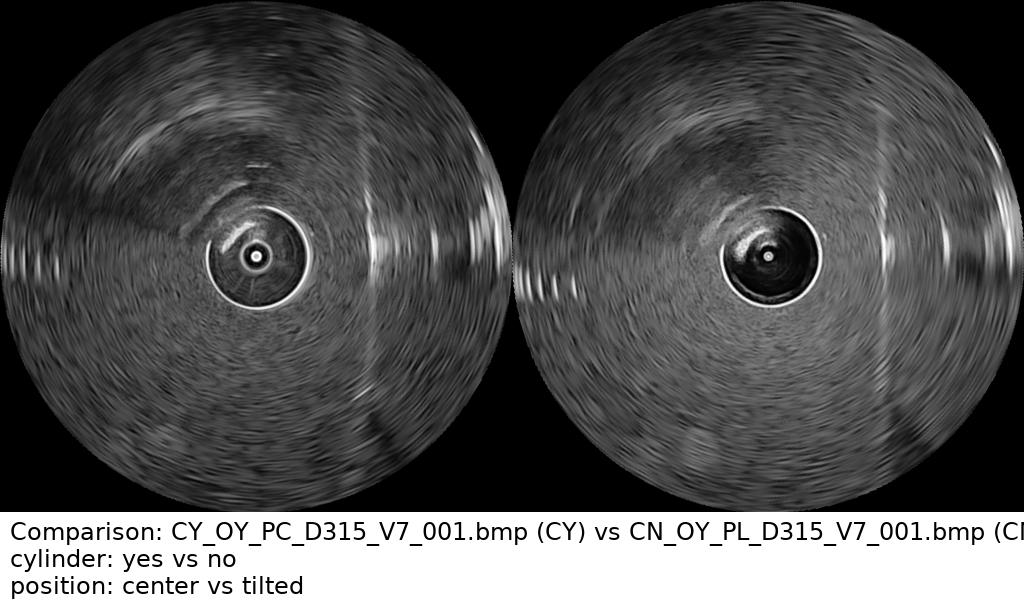 Comparison: CY_OY_PC_D315_V7_001.bmp (CY) vs CN_OY_PL_D315_V7_001.bmp (C
cylinder: yes vs no
position: center vs tilted